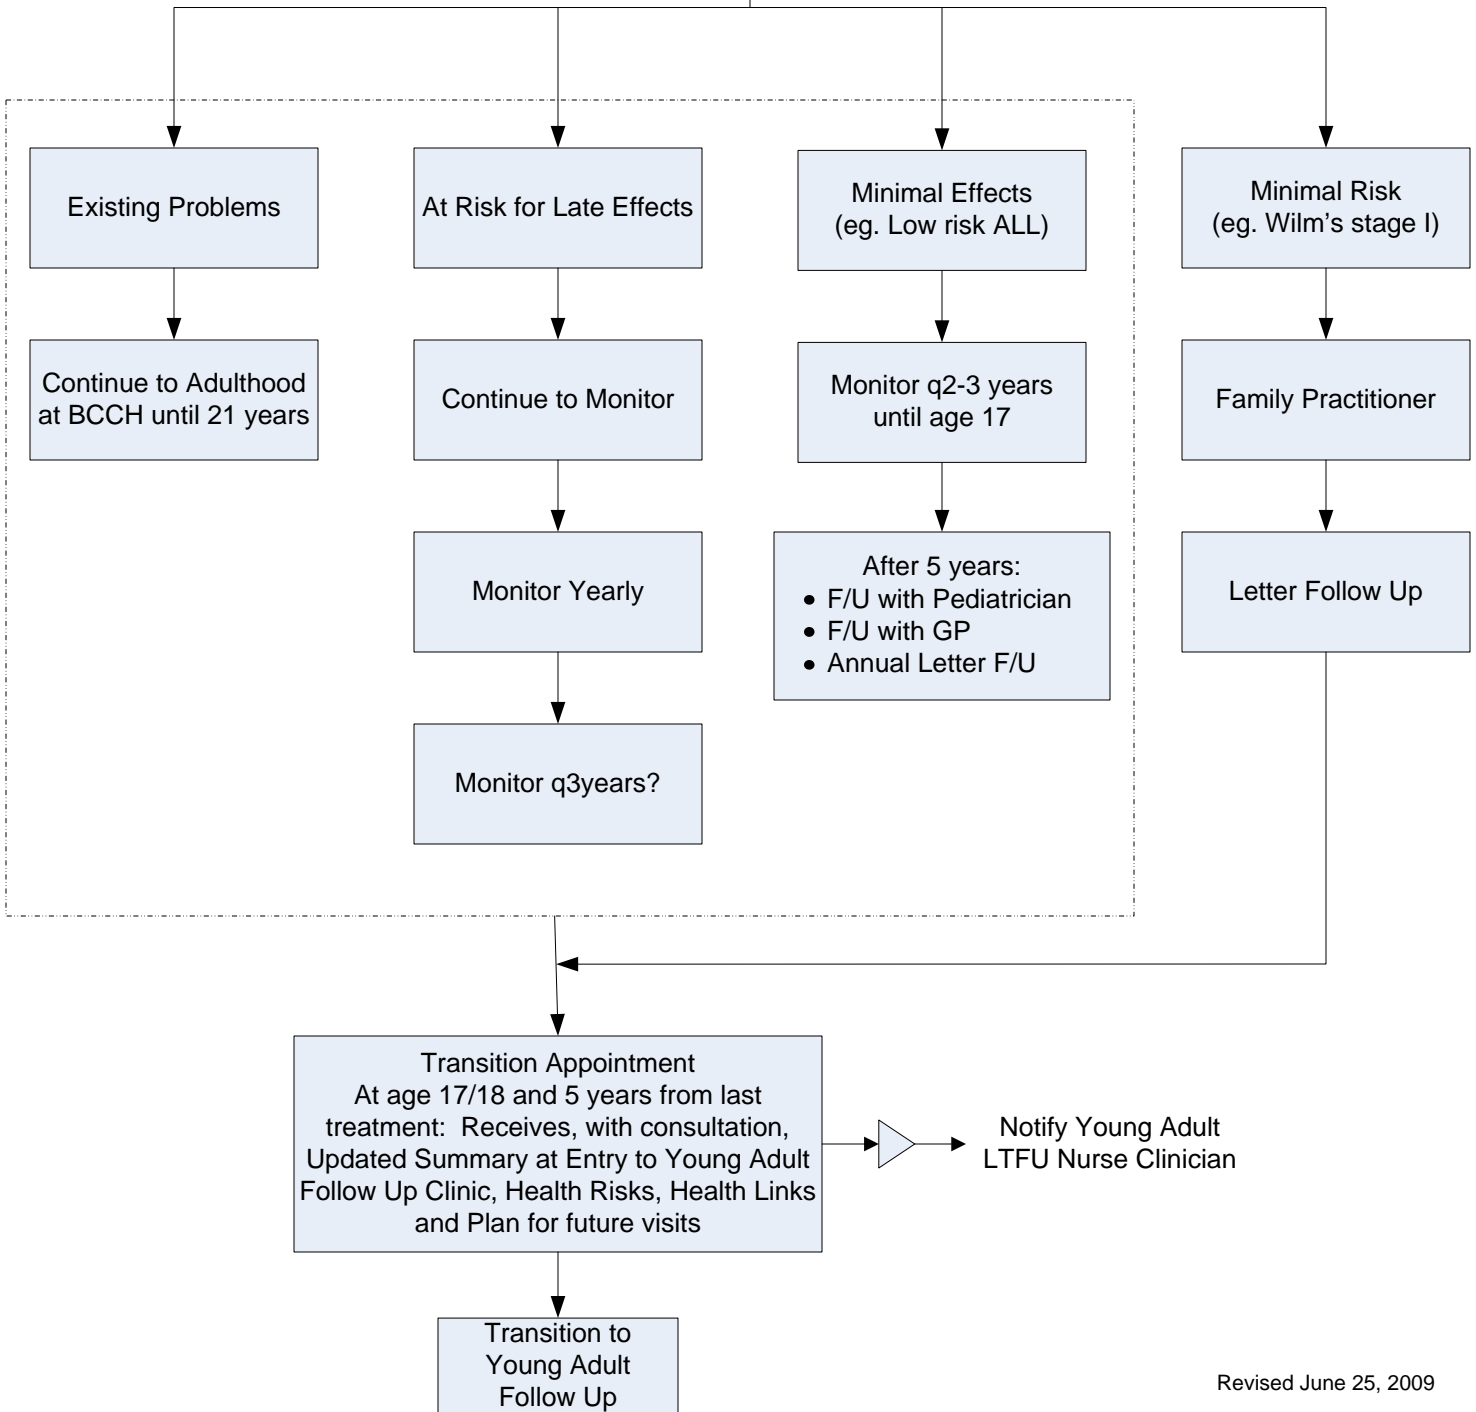 Existing Problems
At Risk for Late Effects
Minimal Effects
(eg. Low risk ALL)
Minimal Risk
(eg. Wilm's stage I)
Continue to Adulthood
at BCCH until 21 years
Continue to Monitor
Monitor q2-3 years
until age 17
Family Practitioner
Monitor Yearly
After 5 years:
• F/U with Pediatrician
• F/U with GP
• Annual Letter F/U
Letter Follow Up
Monitor q3years?
Transition Appointment
At age 17/18 and 5 years from last
treatment:  Receives, with consultation,
Updated Summary at Entry to Young Adult
Follow Up Clinic, Health Risks, Health Links
and Plan for future visits
Notify Young Adult
LTFU Nurse Clinician
Transition to
Young Adult
Follow Up
Revised June 25, 2009